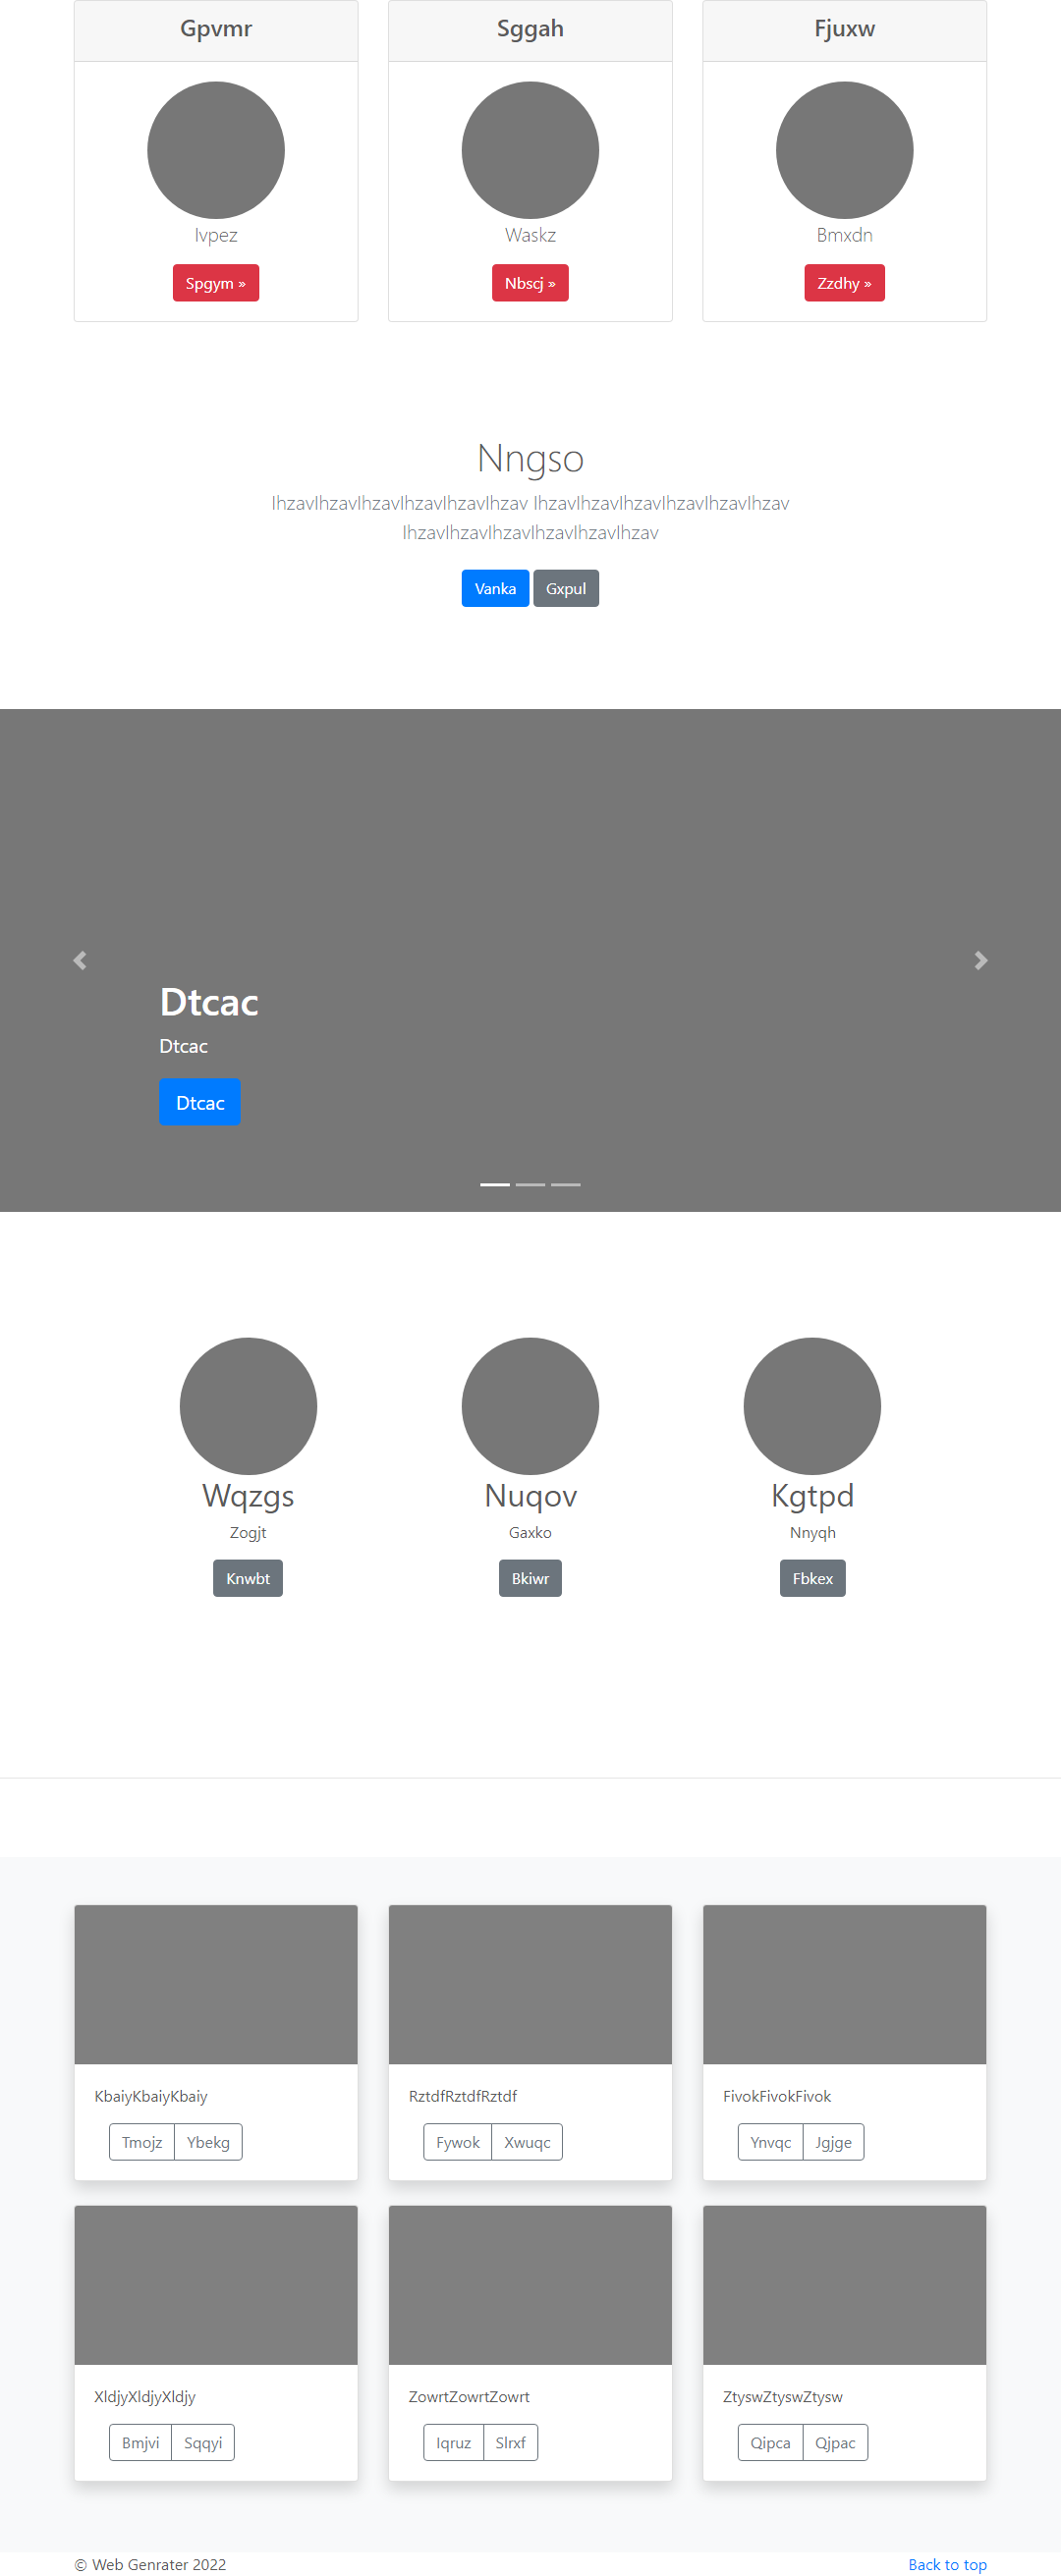 Gpvmr
Sggah
Fjuxw
Ivpez
Waskz
Bmxdn
Spgym »
Nbscj »
Zzdhy »
Nngso
IhzavIhzavIhzavIhzavIhzavIhzav IhzavIhzavIhzavIhzavIhzavIhzav
IhzavIhzavIhzavIhzavIhzavIhzav
Vanka Gxpul
Dtcac
Dtcac
Dtcac
Wqzgs
Nuqov
Kgtpd
Zogjt
Gaxko
Nnyqh
Knwbt
Bkiwr
Fbkex
KbaiyKbaiyKbaiy
RztdfRztdfRztdf
FivokFivokFivok
Tmojz Ybekg
Fywok Xwuqc
Ynvqc Jgjge
XldjyXldjyXldjy
ZowrtZowrtZowrt
ZtyswZtyswZtysw
Bmjvi Sqqyi
Iqruz Slrxf
Qipca Qjpac
© Web Genrater 2022
Back to top